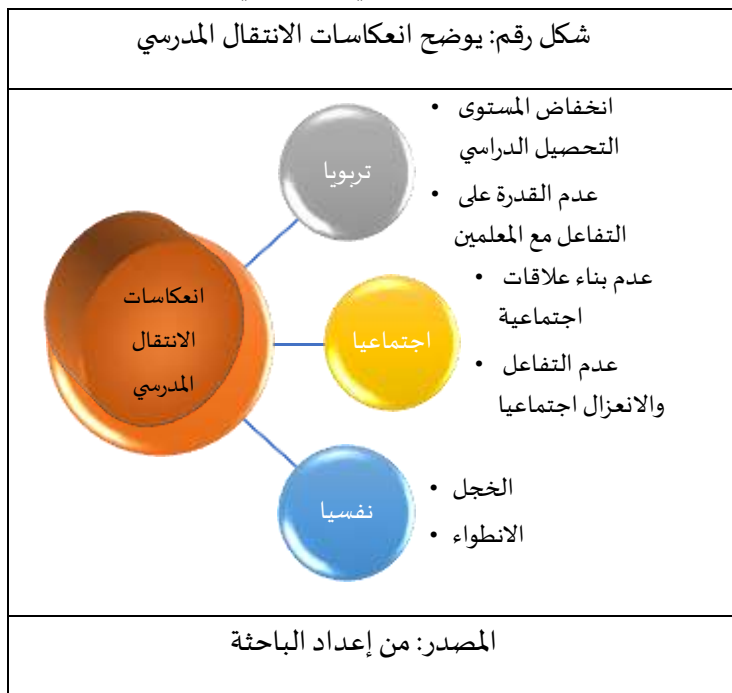 شكل رقم: يوضح انعكاسات الانتقال المدرسي
انعكاسات
الانتقال
المدرسي
تربويا
• انخفاض المستوى
التحصيل الدراسي
• عدم القدرة على
التفاعل مع المعلمين
اجتماعيا
• عدم بناء علاقات
اجتماعية
• عدم التفاعل
والانعزال اجتماعيا
نفسيا
• الخجل
• الانطواء
المصدر: من إعداد الباحثة